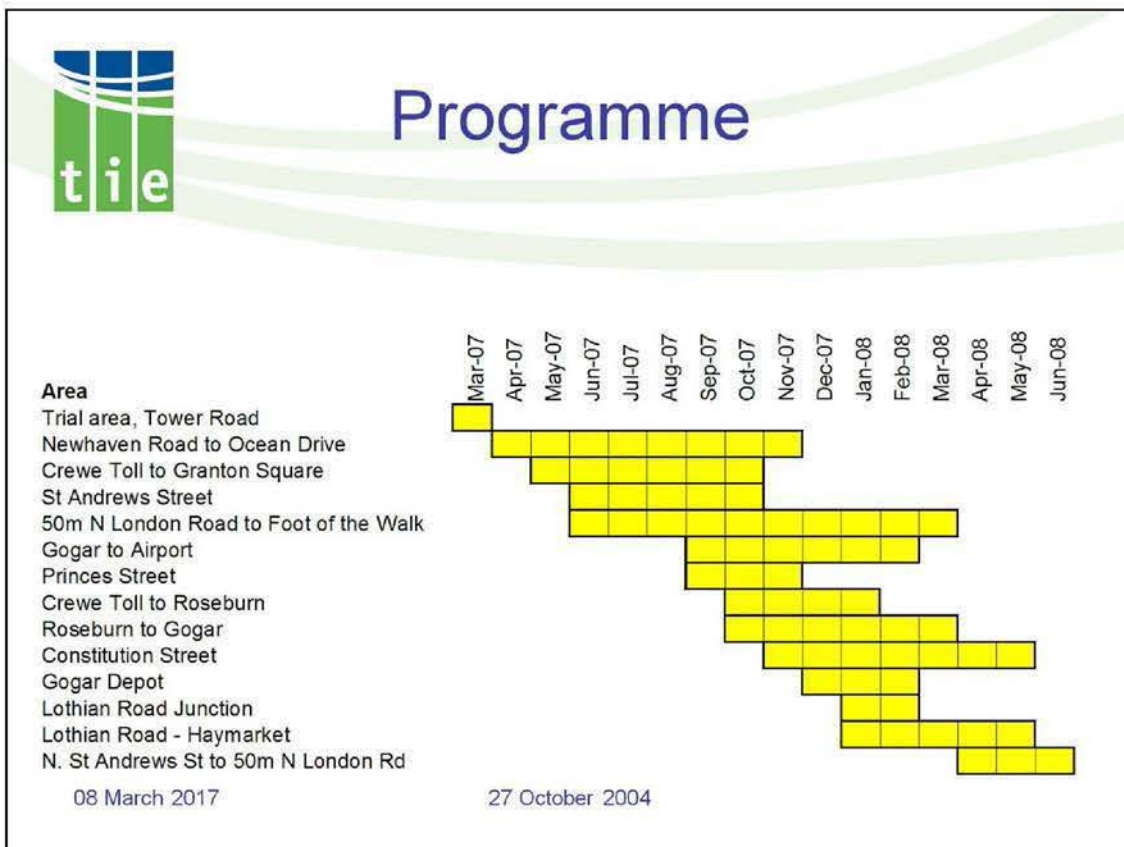 tie
Programme
Mar-07 Apr-07 May-07 Jun-07 Jul-07 Aug-07 Sep-07 Oct-07 Nov-07 Dec-07 Jan-08 Feb-08 Mar-08 Apr-08 May-08 Jun-08
Area
Trial area, Tower Road
Newhaven Road to Ocean Drive
Crewe Toll to Granton Square
St Andrews Street
50m N London Road to Foot of the Walk
Gogar to Airport
Princes Street
Crewe Toll to Roseburn
Roseburn to Gogar
Constitution Street
Gogar Depot
Lothian Road Junction
Lothian Road - Haymarket
N. St Andrews St to 50m N London Rd
08 March 2017 27 October 2004